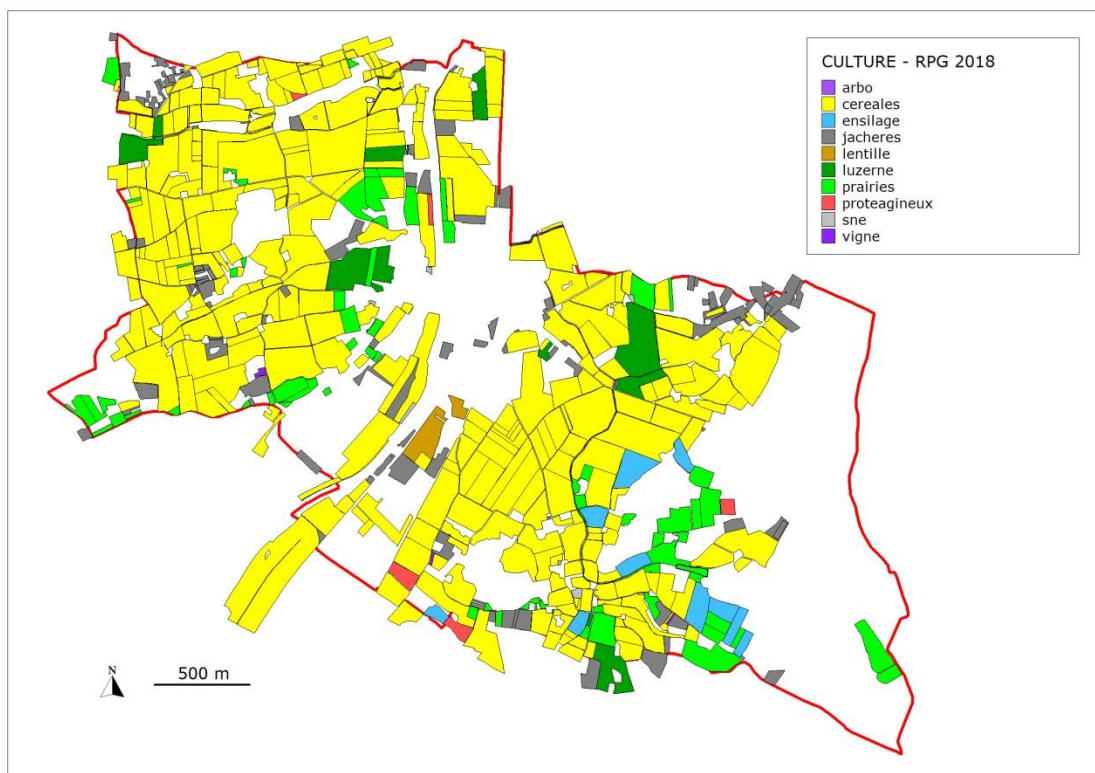 CULTURE - RPG 2018
arbo
cereales
ensilage
jacheres
lentille
luzerne
prairies
proteagineux
sne
vigne
N
500 m